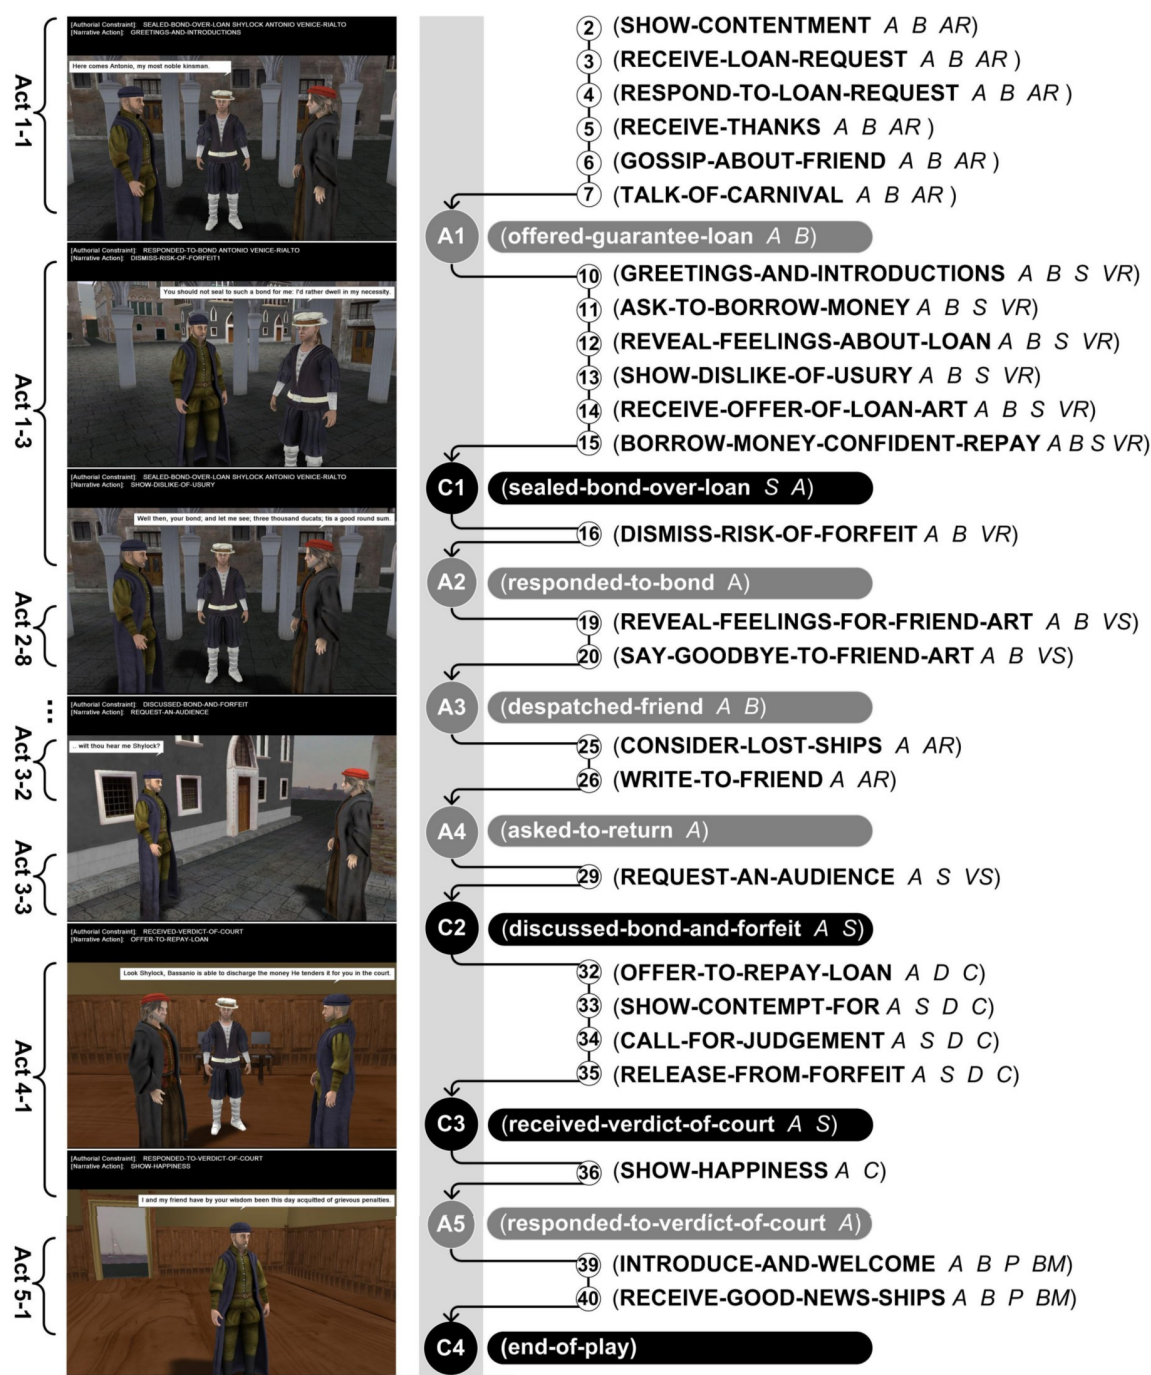 Act 1-1
[Authorial Constraint]: SEALED-BOND-OVER-LOAN SHYLOCK ANTONIO VENICE-RIALTO
[Narrative Action]: GREETINGS-AND-INTRODUCTIONS
Here comes Antonio, my most noble kinsman.
Act 1-3
[Authorial Constraint]: RESPONDED-TO-BOND ANTONIO VENICE-RIALTO
[Narrative Action]: DISMISS-RISK-OF-FORFEIT1
You should not seal to such a bond for me: I'd rather dwell in my necessity.
[Authorial Constraint]: SEALED-BOND-OVER-LOAN SHYLOCK ANTONIO VENICE-RIALTO
[Narrative Action]: SHOW-DISLIKE-OF-USURY
Well then, your bond; and let me see; three thousand ducats; tis a good round sum.
Act 2-8
...
Act 3-2
[Authorial Constraint]: DISCUSSED-BOND-AND-FORFEIT
[Narrative Action]: REQUEST-AN-AUDIENCE
.. wilt thou hear me Shylock?
Act 3-3
Act 4-1
[Authorial Constraint]: RECEIVED-VERDICT-OF-COURT
[Narrative Action]: OFFER-TO-REPAY-LOAN
Look Shylock, Bassanio is able to discharge the money He tenders it for you in the court.
[Authorial Constraint]: RESPONDED-TO-VERDICT-OF-COURT
[Narrative Action]: SHOW-HAPPINESS
I and my friend have by your wisdom been this day acquitted of grievous penalties.
Act 5-1
2 (SHOW-CONTENTMENT A B AR)
3 (RECEIVE-LOAN-REQUEST A B AR )
4 (RESPOND-TO-LOAN-REQUEST A B AR )
5 (RECEIVE-THANKS A B AR )
6 (GOSSIP-ABOUT-FRIEND A B AR )
7 (TALK-OF-CARNIVAL A B AR )
A1 (offered-guarantee-loan A B)
10 (GREETINGS-AND-INTRODUCTIONS A B S VR)
11 (ASK-TO-BORROW-MONEY A B S VR)
12 (REVEAL-FEELINGS-ABOUT-LOAN A B S VR)
13 (SHOW-DISLIKE-OF-USURY A B S VR)
14 (RECEIVE-OFFER-OF-LOAN-ART A B S VR)
15 (BORROW-MONEY-CONFIDENT-REPAY A B S VR)
C1 (sealed-bond-over-loan S A)
16 (DISMISS-RISK-OF-FORFEIT A B VR)
A2 (responded-to-bond A)
19 (REVEAL-FEELINGS-FOR-FRIEND-ART A B VS)
20 (SAY-GOODBYE-TO-FRIEND-ART A B VS)
A3 (despatched-friend A B)
25 (CONSIDER-LOST-SHIPS A AR)
26 (WRITE-TO-FRIEND A AR)
A4 (asked-to-return A)
29 (REQUEST-AN-AUDIENCE A S VS)
C2 (discussed-bond-and-forfeit A S)
32 (OFFER-TO-REPAY-LOAN A D C)
33 (SHOW-CONTEMPT-FOR A S D C)
34 (CALL-FOR-JUDGEMENT A S D C)
35 (RELEASE-FROM-FORFEIT A S D C)
C3 (received-verdict-of-court A S)
36 (SHOW-HAPPINESS A C)
A5 (responded-to-verdict-of-court A)
39 (INTRODUCE-AND-WELCOME A B P BM)
40 (RECEIVE-GOOD-NEWS-SHIPS A B P BM)
C4 (end-of-play)